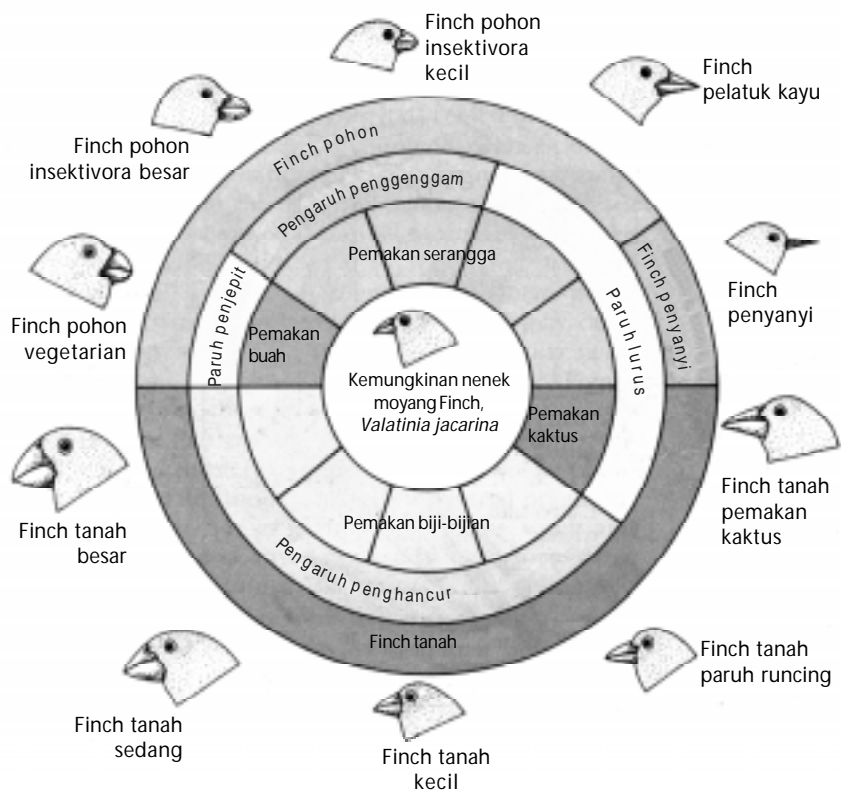 Finch pohon
insektivora
kecil
Finch
pelatuk kayu
Finch pohon
insektivora besar
Finch pohon
Pengaruh penggenggam
Pemakan serangga
Finch penyanyi
Finch
penyanyi
Finch pohon
vegetarian
Paruh penjepit
Pemakan
buah
Paruh lurus
Kemungkinan nenek
moyang Finch,
Valatinia jacarina
Pemakan
kaktus
Finch tanah
pemakan
kaktus
Finch tanah
besar
Pemakan biji-bijian
Pengaruh penghancur
Finch tanah
Finch tanah
paruh runcing
Finch tanah
sedang
Finch tanah
kecil